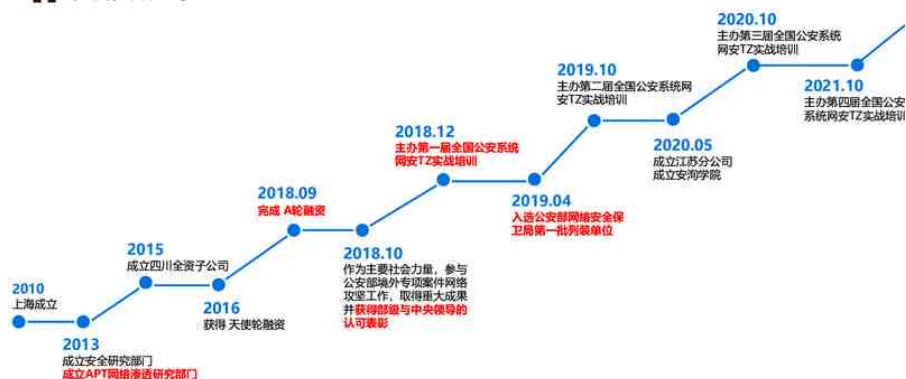 2010
上海成立
2013
成立安全研究部门
成立APT网络渗透研究部门
2015
成立四川全资子公司
2016
获得 天使轮融资
2018.09
完成 A轮融资
2018.10
作为主要社会力量，参与
公安部境外专项案件网络
攻坚工作，取得重大成果
并获得部级与中央领导的
认可表彰
2018.12
主办第一届全国公安系统
网安TZ实战培训
2019.04
入选公安部网络安全保
卫局第一批列装单位
2019.10
主办第二届全国公安系统网
安TZ实战培训
2020.05
成立江苏分公司
成立安洵学院
2020.10
主办第三届全国公安系统
网安TZ实战培训
2021.10
主办第四届全国公安
系统网安TZ实战培训